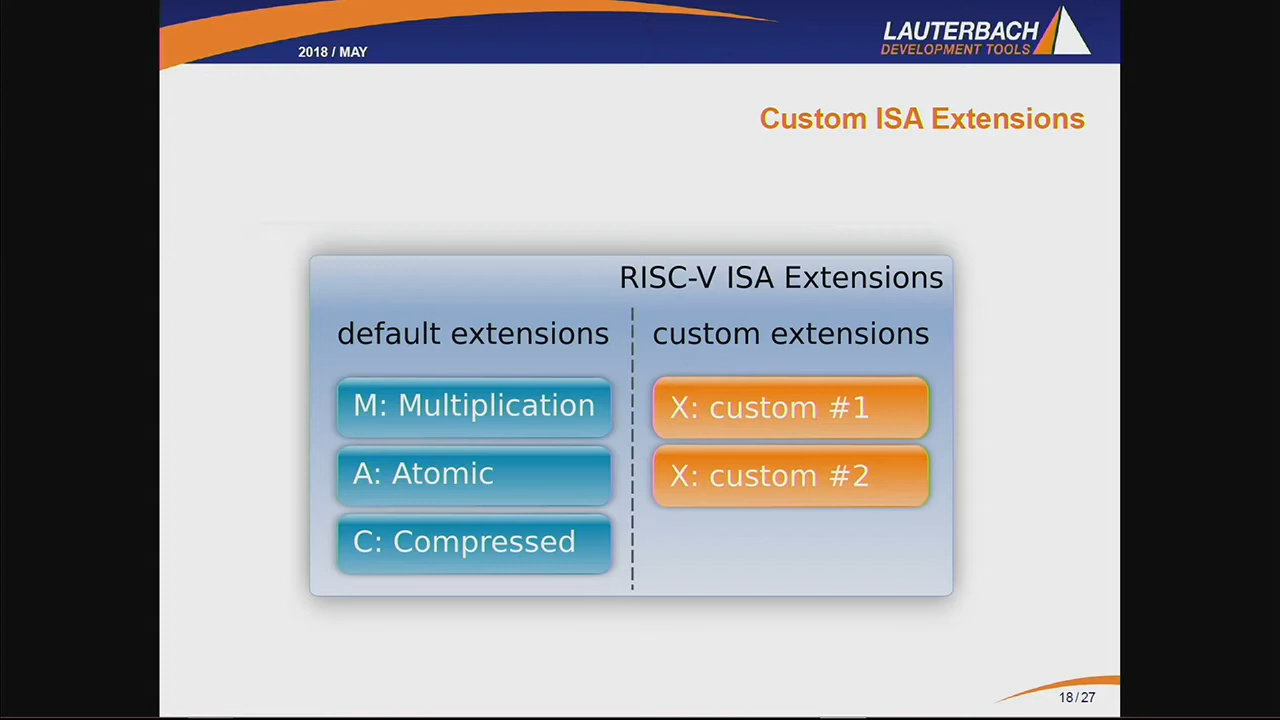 2018 / MAY
LAUTERBACH
DEVELOPMENT TOOLS
Custom ISA Extensions
RISC-V ISA Extensions
default extensions
custom extensions
M: Multiplication
X: custom #1
A: Atomic
X: custom #2
C: Compressed
18/27